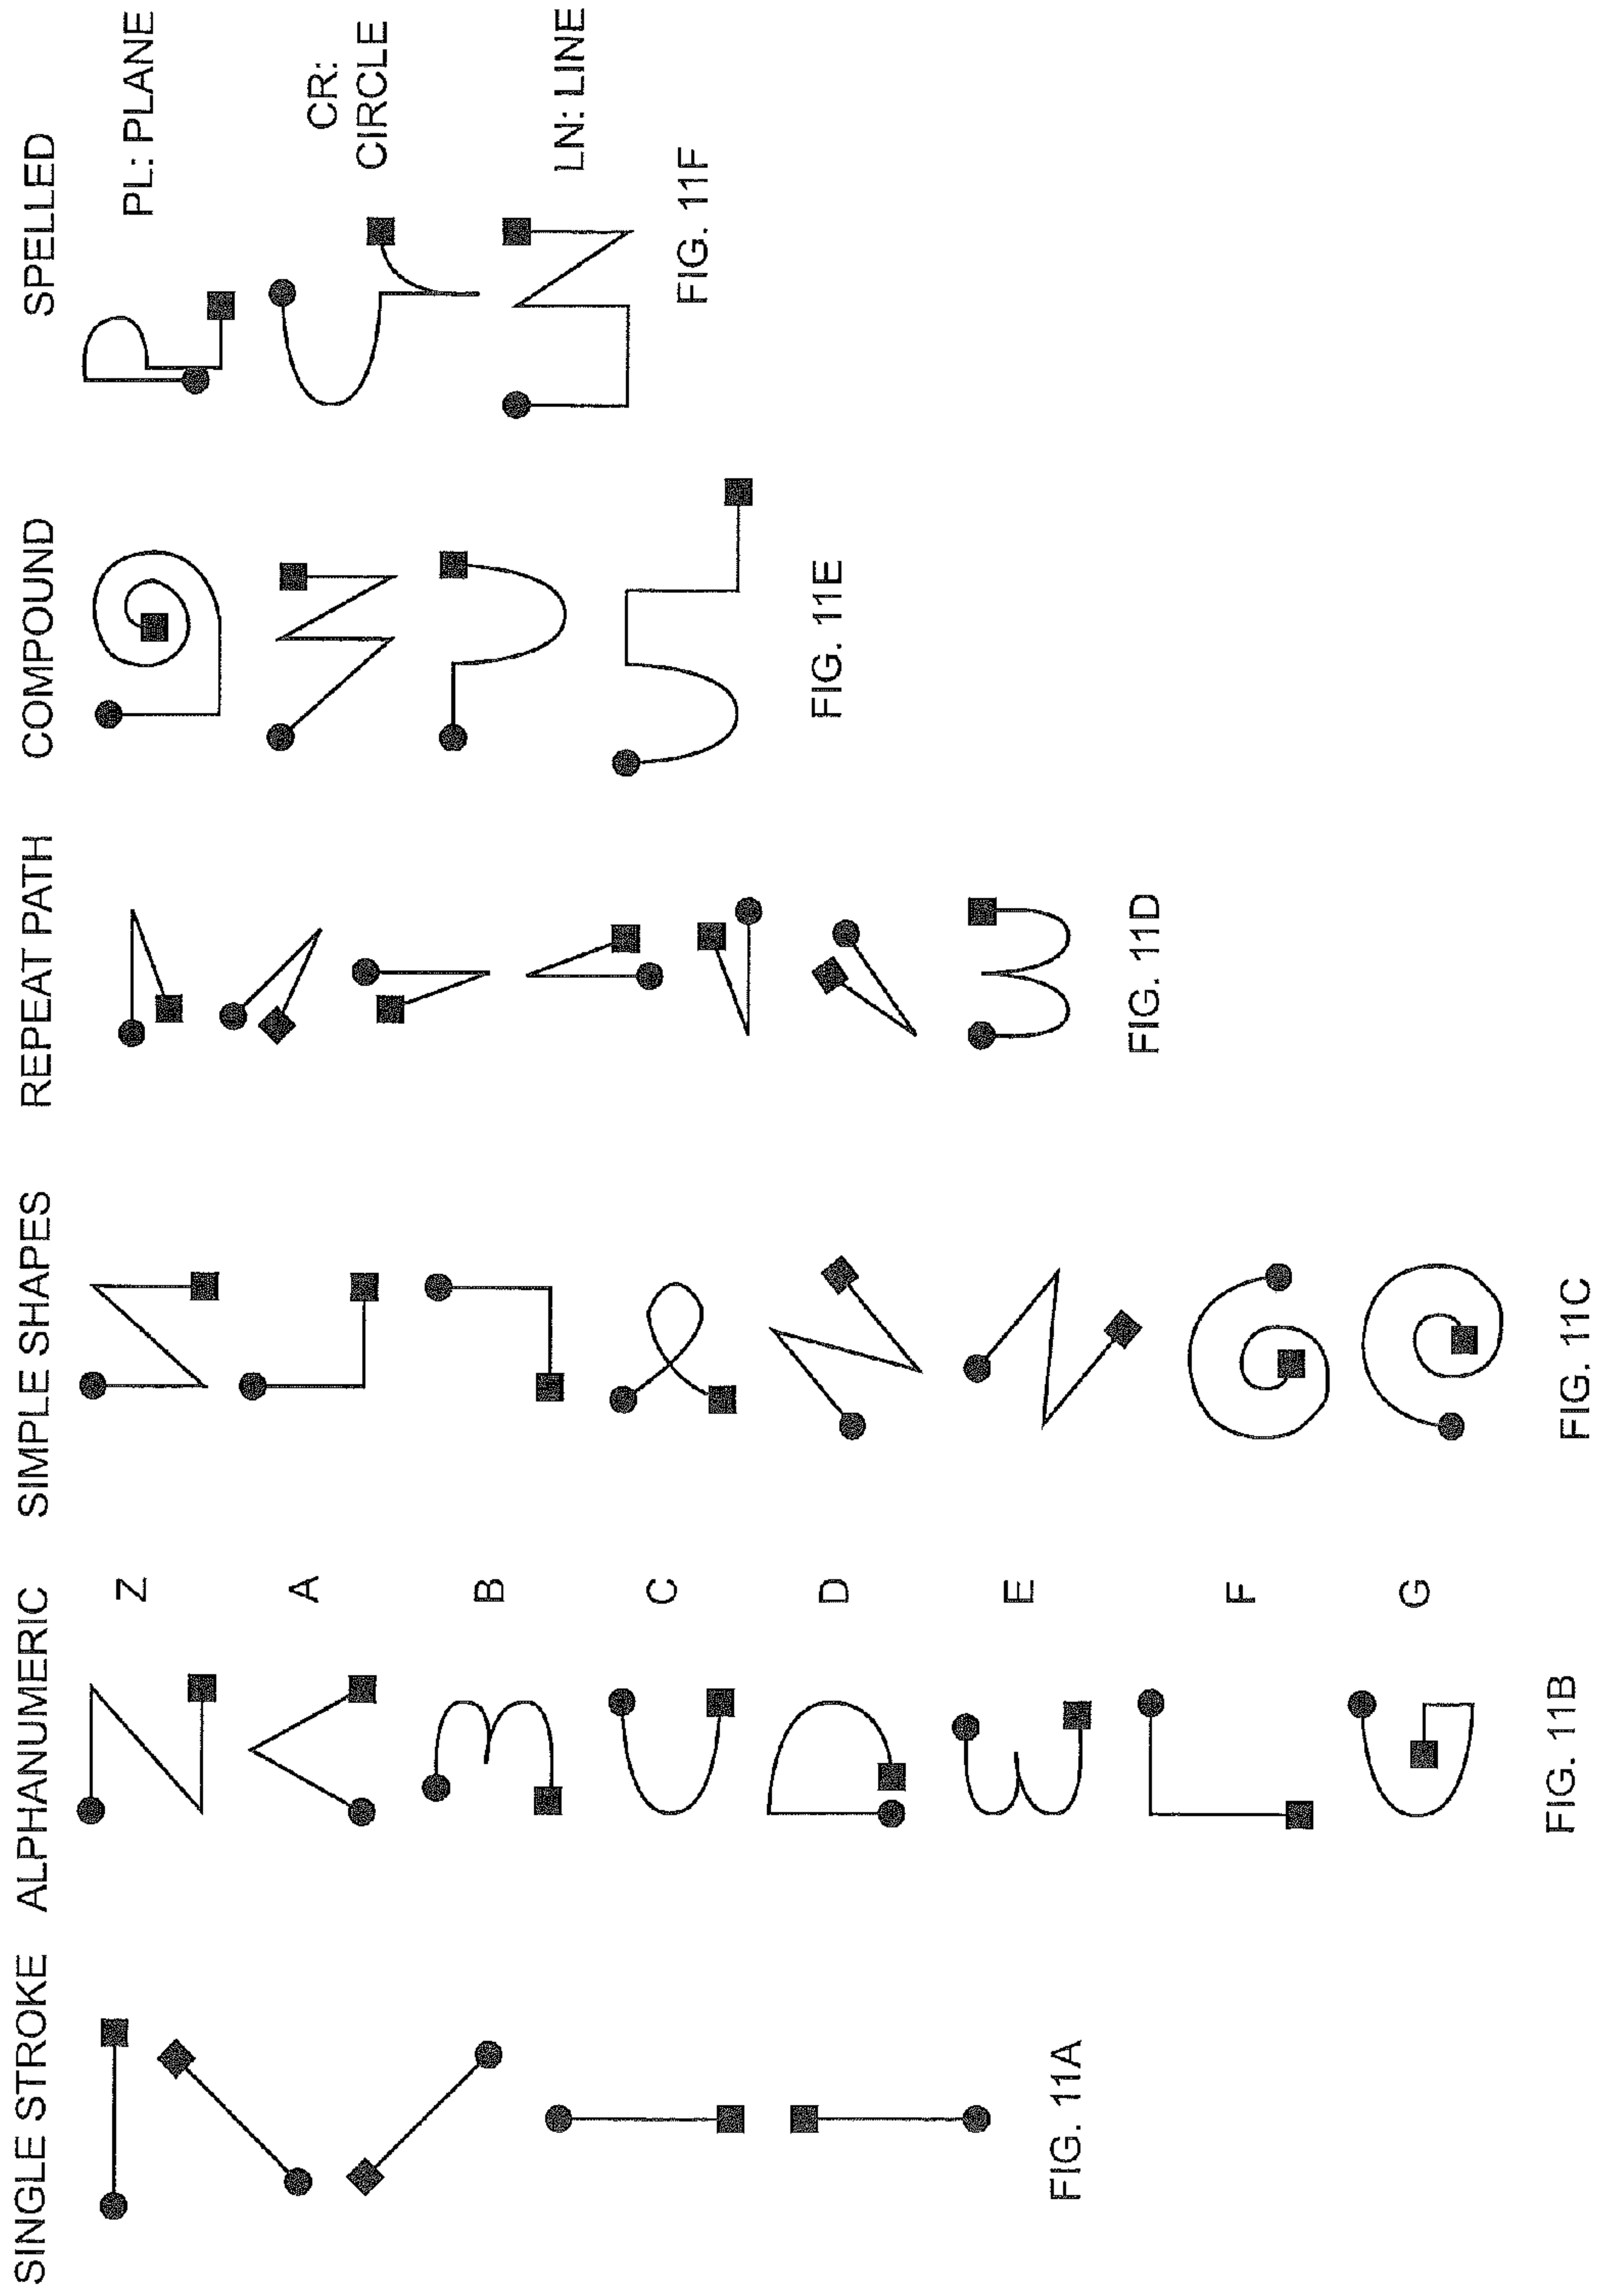 SINGLE STROKE
FIG. 11A
ALPHANUMERIC
Z
A
B
C
D
E
F
G
FIG. 11B
SIMPLE SHAPES
FIG. 11C
REPEAT PATH
FIG. 11D
COMPOUND
FIG. 11E
SPELLED
PL: PLANE
CR:
CIRCLE
LN: LINE
FIG. 11F